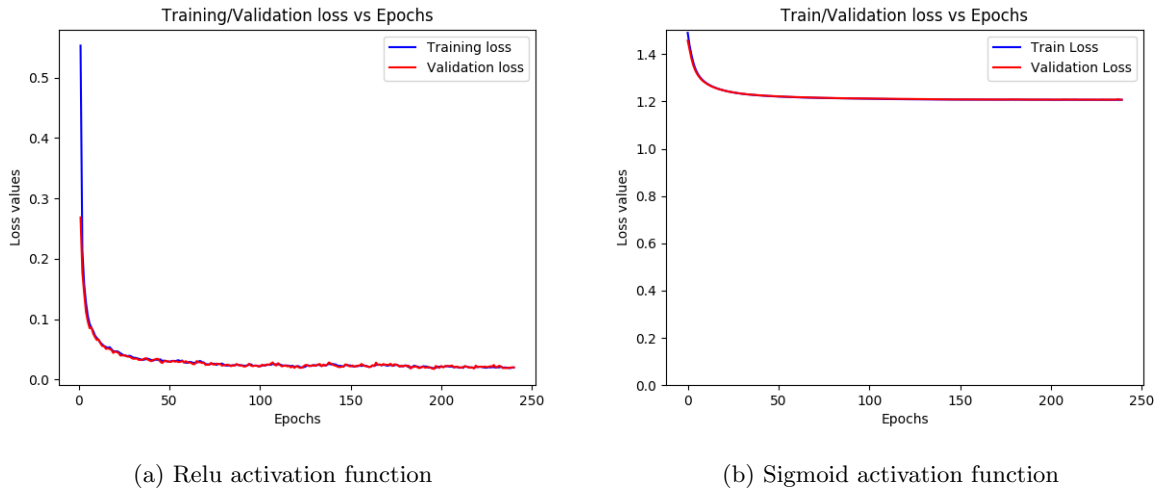 Training/Validation loss vs Epochs
Training loss
Validation loss
0.5
0.4
0.3
0.2
0.1
0.0
Loss values
0 50 100 150 200 250
Epochs
(a) Relu activation function
Train/Validation loss vs Epochs
Train Loss
Validation Loss
1.4
1.2
1.0
0.8
0.6
0.4
0.2
0.0
Loss values
0 50 100 150 200 250
Epochs
(b) Sigmoid activation function